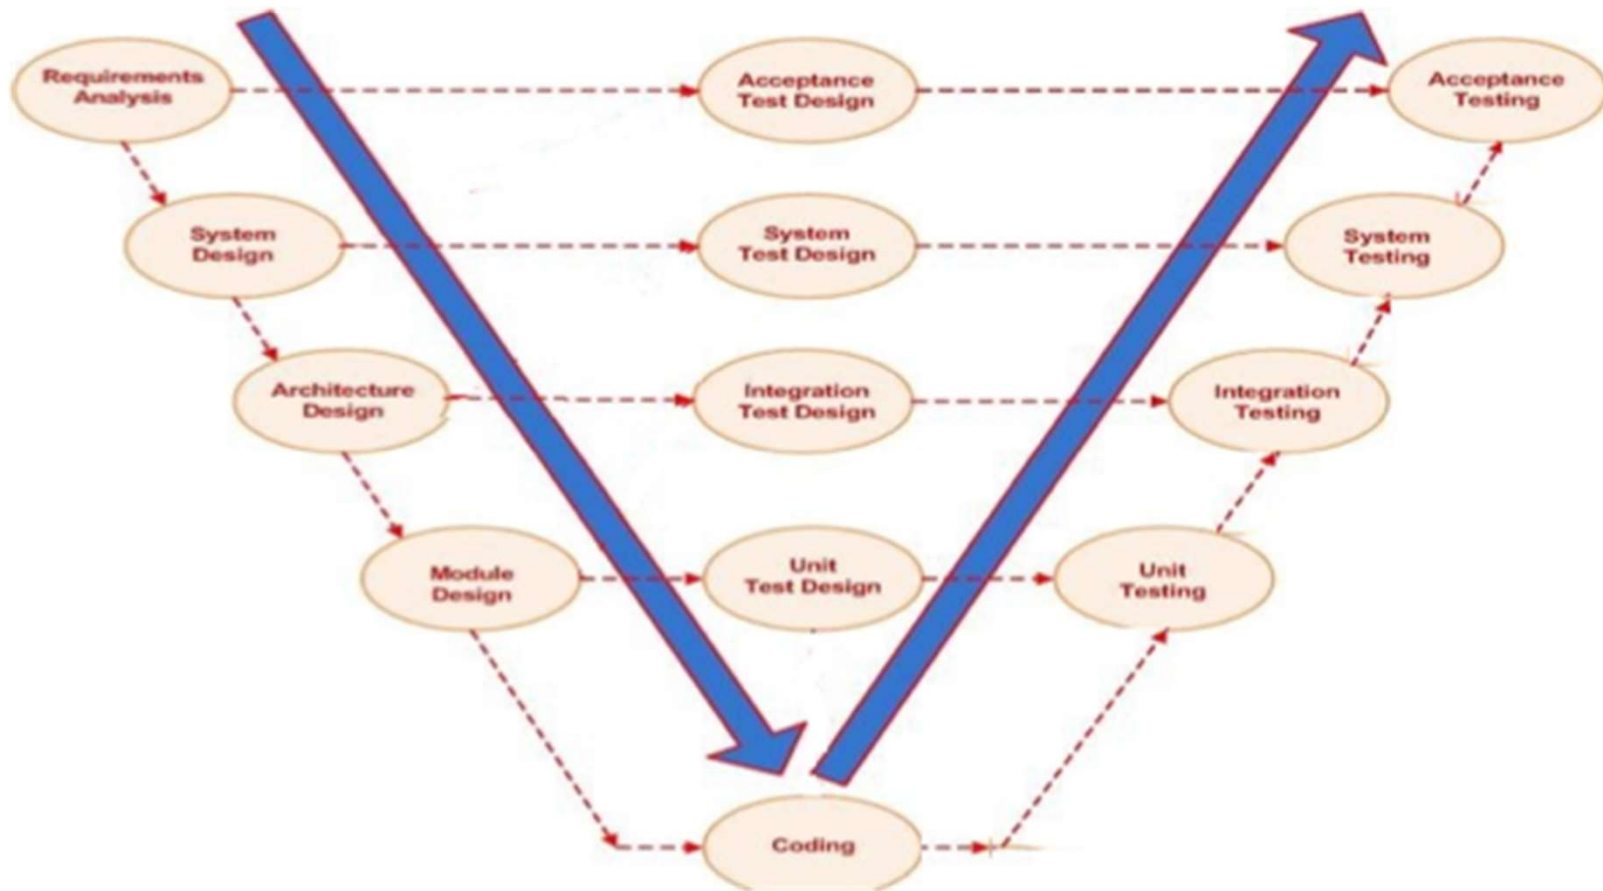 Requirements
Analysis
Acceptance
Test Design
Acceptance
Testing
System
Design
System
Test Design
System
Testing
Architecture
Design
Integration
Test Design
Integration
Testing
Module
Design
Unit
Test Design
Unit
Testing
Coding